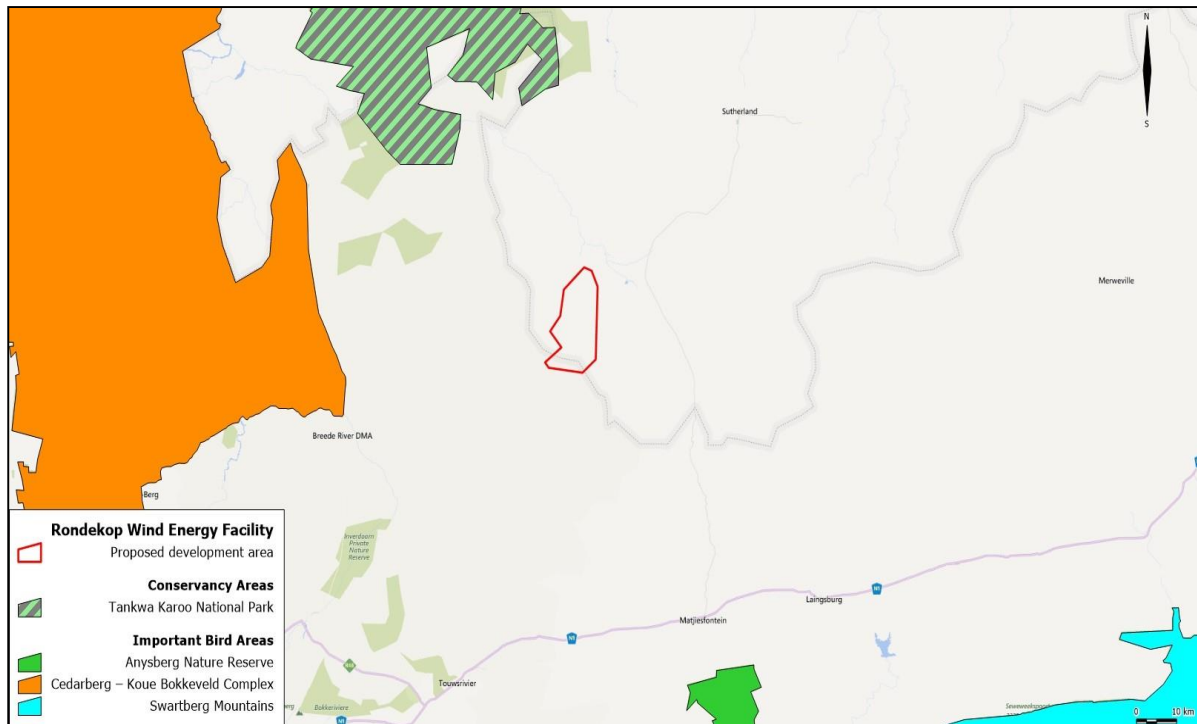 N
S
Sutherland
Merweville
Breede River DMA
Berg
Inverdoorn
Private
Nature
Reserve
N1
Laingsburg
Matjiesfontein
N1
Touwsrivier
Bokkeriviere
N1
Rondekop Wind Energy Facility
Proposed development area
Conservancy Areas
Tankwa Karoo National Park
Important Bird Areas
Anysberg Nature Reserve
Cedarberg – Koue Bokkeveld Complex
Swartberg Mountains
0 10 km